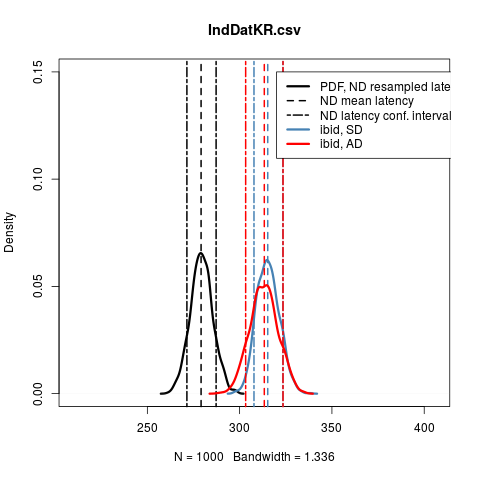 IndDatKR.csv
0.15
0.10
0.05
0.00
Density
PDF, ND resampled late
ND mean latency
ND latency conf. interval
ibid, SD
ibid, AD
250
300
350
400
N = 1000 Bandwidth = 1.336